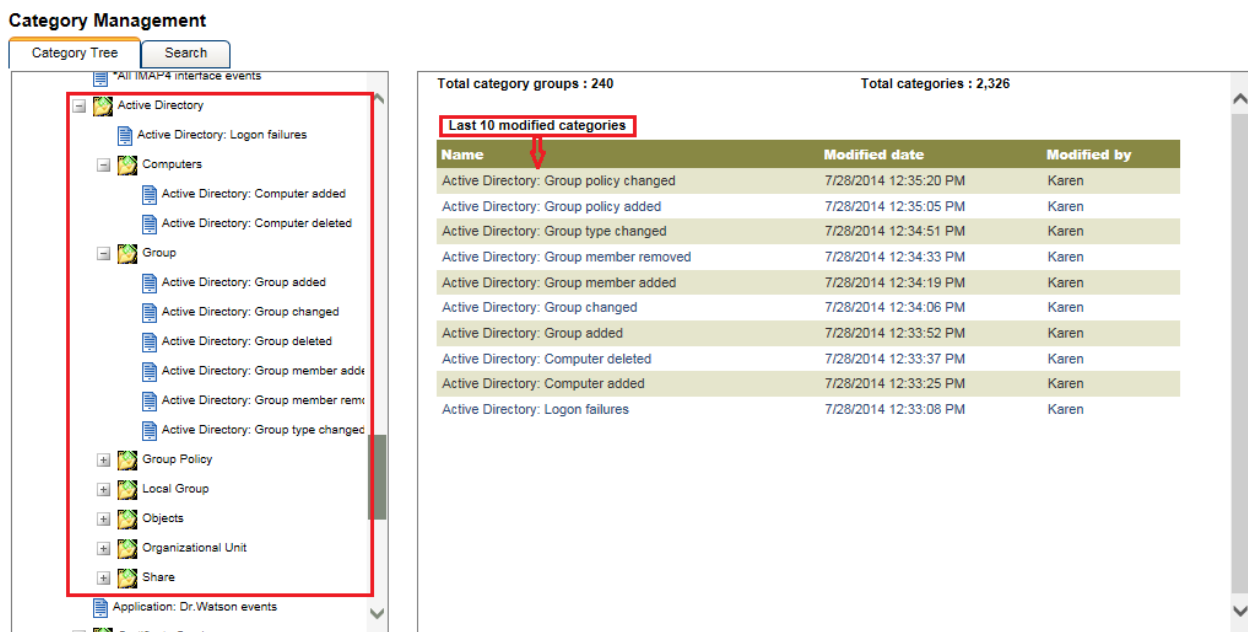 Category Management
Category Tree Search
*All IMAP4 interface events
Active Directory
Active Directory: Logon failures
Computers
Active Directory: Computer added
Active Directory: Computer deleted
Group
Active Directory: Group added
Active Directory: Group changed
Active Directory: Group deleted
Active Directory: Group member adde
Active Directory: Group member remo
Active Directory: Group type changed
Group Policy
Local Group
Objects
Organizational Unit
Share
Application: Dr.Watson events
Total category groups : 240 Total categories : 2,326
Last 10 modified categories
Name Modified date Modified by
Active Directory: Group policy changed 7/28/2014 12:35:20 PM Karen
Active Directory: Group policy added 7/28/2014 12:35:05 PM Karen
Active Directory: Group type changed 7/28/2014 12:34:51 PM Karen
Active Directory: Group member removed 7/28/2014 12:34:33 PM Karen
Active Directory: Group member added 7/28/2014 12:34:19 PM Karen
Active Directory: Group changed 7/28/2014 12:34:06 PM Karen
Active Directory: Group added 7/28/2014 12:33:52 PM Karen
Active Directory: Computer deleted 7/28/2014 12:33:37 PM Karen
Active Directory: Computer added 7/28/2014 12:33:25 PM Karen
Active Directory: Logon failures 7/28/2014 12:33:08 PM Karen